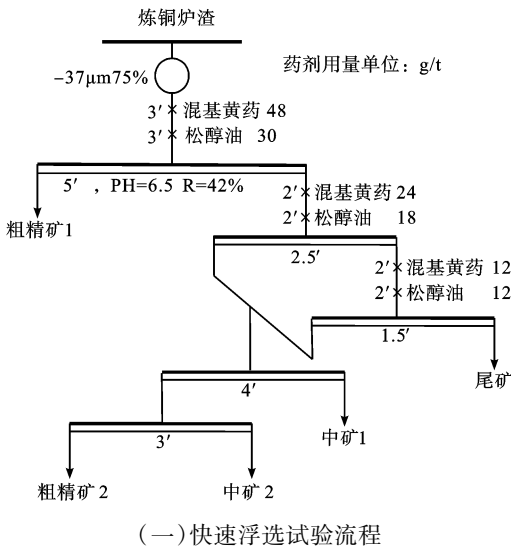 炼铜炉渣
药剂用量单位：g/t
-37μm75%
3′ 混基黄药 48
3′ 松醇油 30
5′ ，PH=6.5 R=42%
粗精矿1
2′ 混基黄药 24
2′ 松醇油 18
2.5′
2′ 混基黄药 12
2′ 松醇油 12
1.5′
尾矿
4′
中矿1
3′
粗精矿 2
中矿 2
(一)快速浮选试验流程